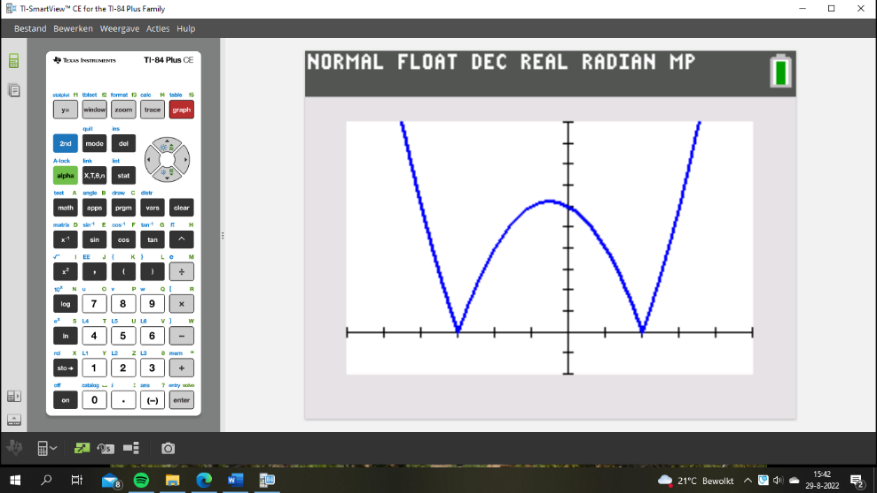 TI-SmartView™ CE for the TI-84 Plus Family
Bestand Bewerken Weergave Acties Hulp
TEXAS INSTRUMENTS TI-84 Plus CE
NORMAL FLOAT DEC REAL RADIAN MP
statplot f1 tblset f2 format f3 calc f4 table f5
y= window zoom trace graph
quit ins
2nd mode del
A-lock link list
alpha X,T,θ,n stat
test A angle B draw C distr
math apps prgm vars clear
matrix D sin⁻¹ E cos⁻¹ F tan⁻¹ G π H
x⁻¹ sin cos tan ^
√ I EE J { K } L e M
x² , ( ) ÷
10ˣ N u O v P w Q [ R
log 7 8 9 ×
eˣ S L4 T L5 U L6 V ] W
ln 4 5 6 −
rcl X L1 Y L2 Z L3 θ mem "
sto→ 1 2 3 +
off catalog i : ans ? entry solve
on 0 . (−) enter
8
W
21°C Bewolkt
15:42
29-8-2022
2